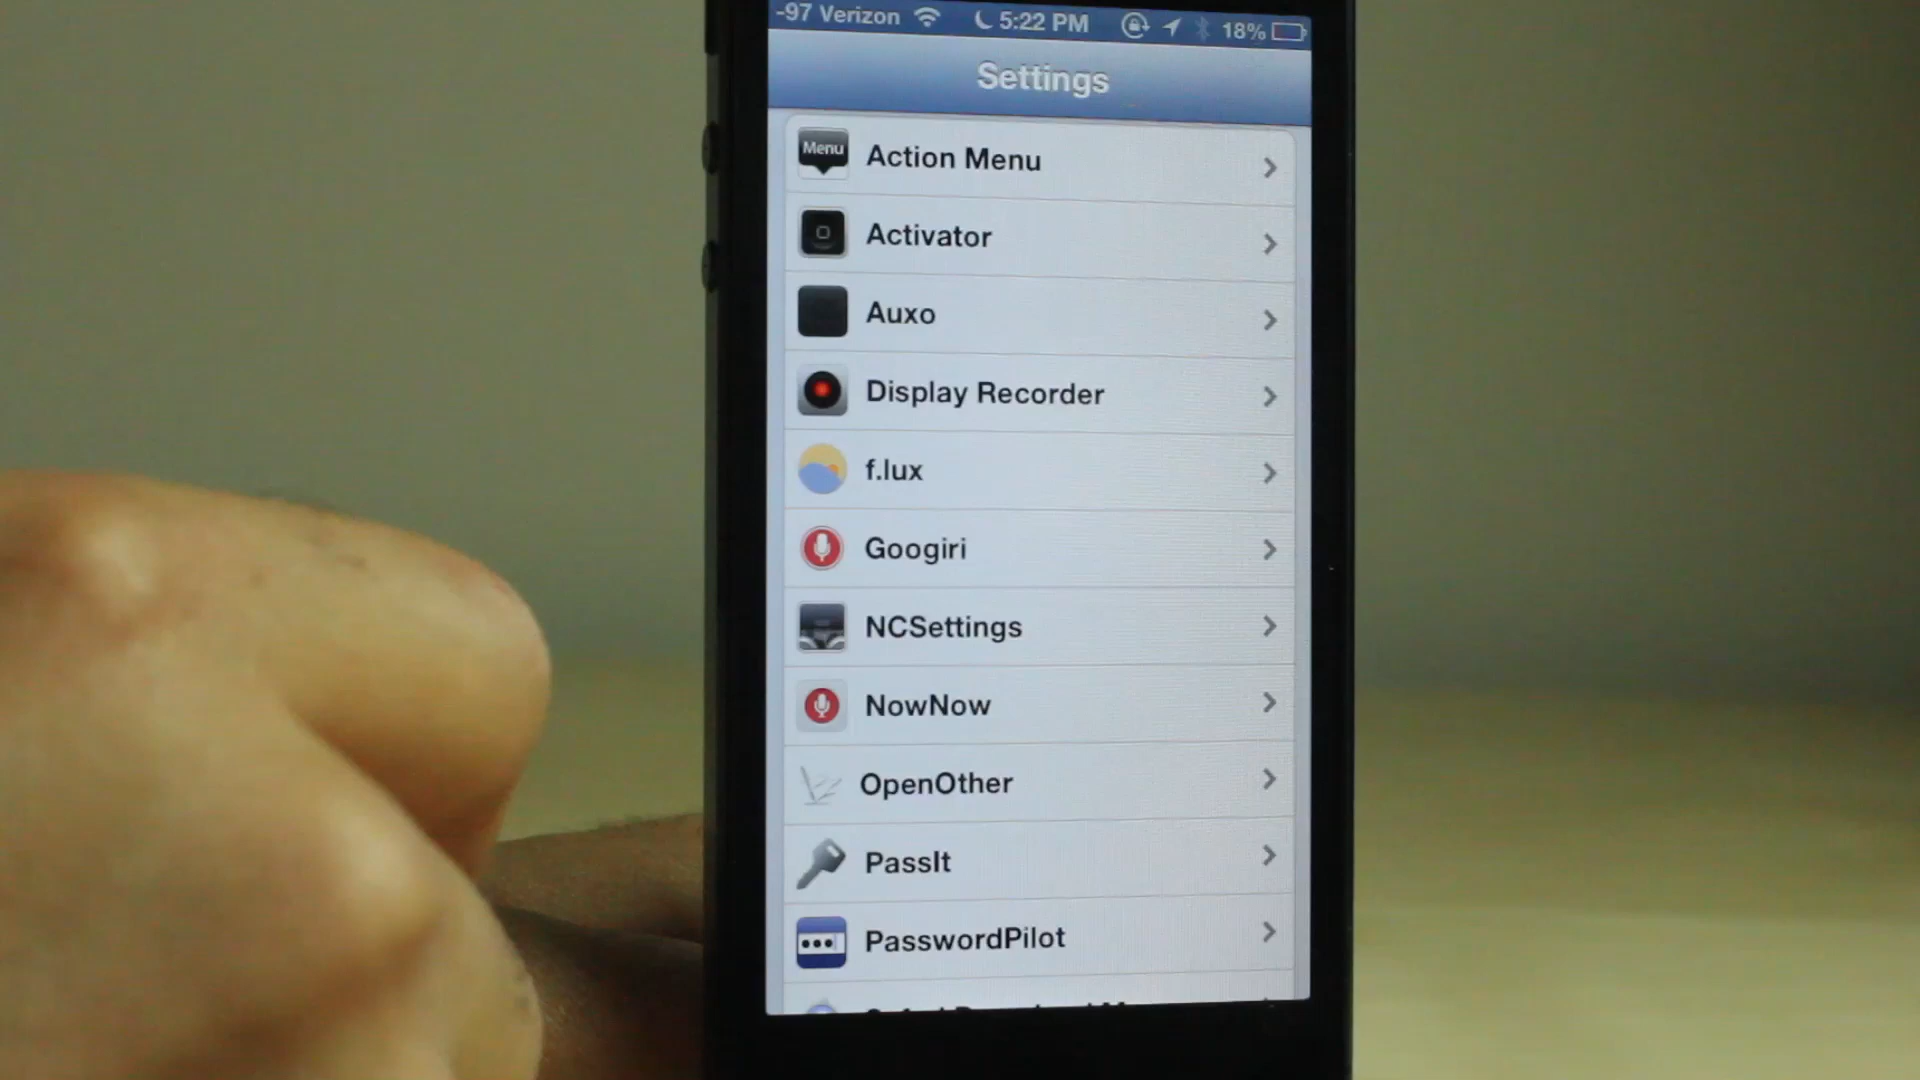 -97 Verizon 5:22 PM 18%
Settings
Menu Action Menu
Activator
Auxo
Display Recorder
f.lux
Googiri
NCSettings
NowNow
OpenOther
PassIt
PasswordPilot